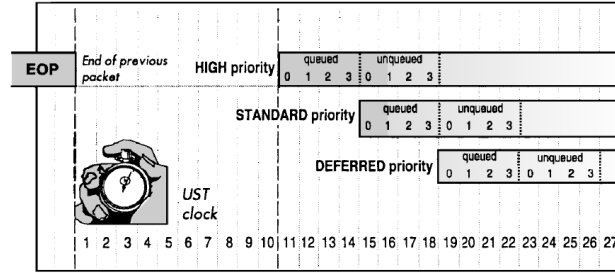 queued unqueued
EOP End of previous packet HIGH priority 0 1 2 3 0 1 2 3
queued unqueued
STANDARD priority 0 1 2 3 0 1 2 3
queued unqueued
DEFERRED priority 0 1 2 3 0 1 2 3
UST
clock
1 2 3 4 5 6 7 8 9 10 11 12 13 14 15 16 17 18 19 20 21 22 23 24 25 26 27